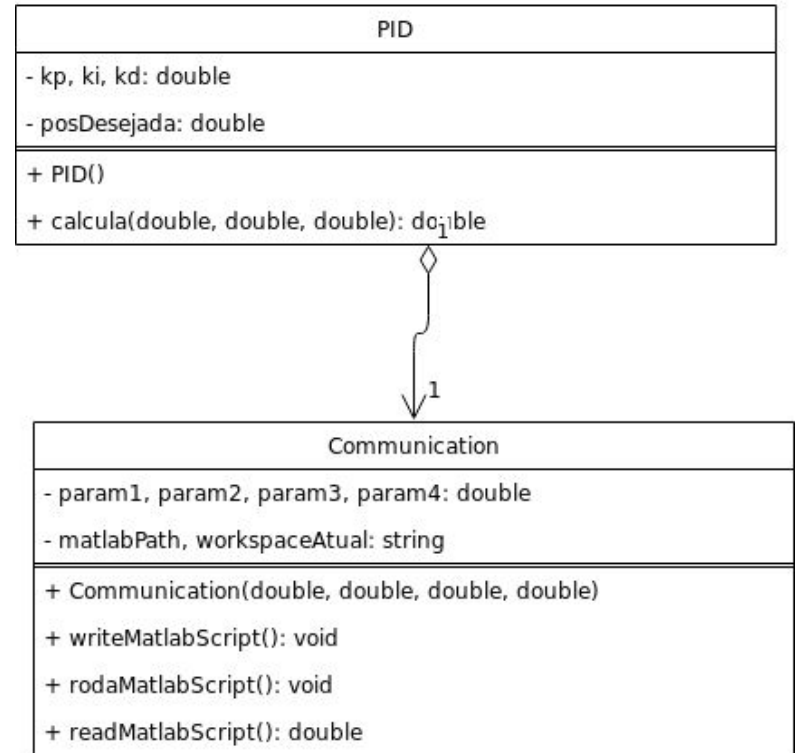 PID
- kp, ki, kd: double
- posDesejada: double
+ PID()
+ calcula(double, double, double): double
1
1
Communication
- param1, param2, param3, param4: double
- matlabPath, workspaceAtual: string
+ Communication(double, double, double, double)
+ writeMatlabScript(): void
+ rodaMatlabScript(): void
+ readMatlabScript(): double